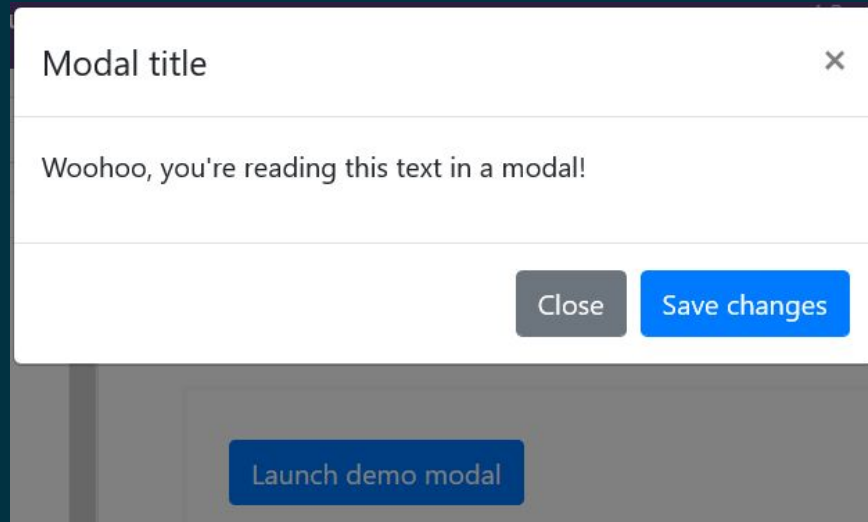 Modal title
×
Woohoo, you're reading this text in a modal!
Close
Save changes
Launch demo modal